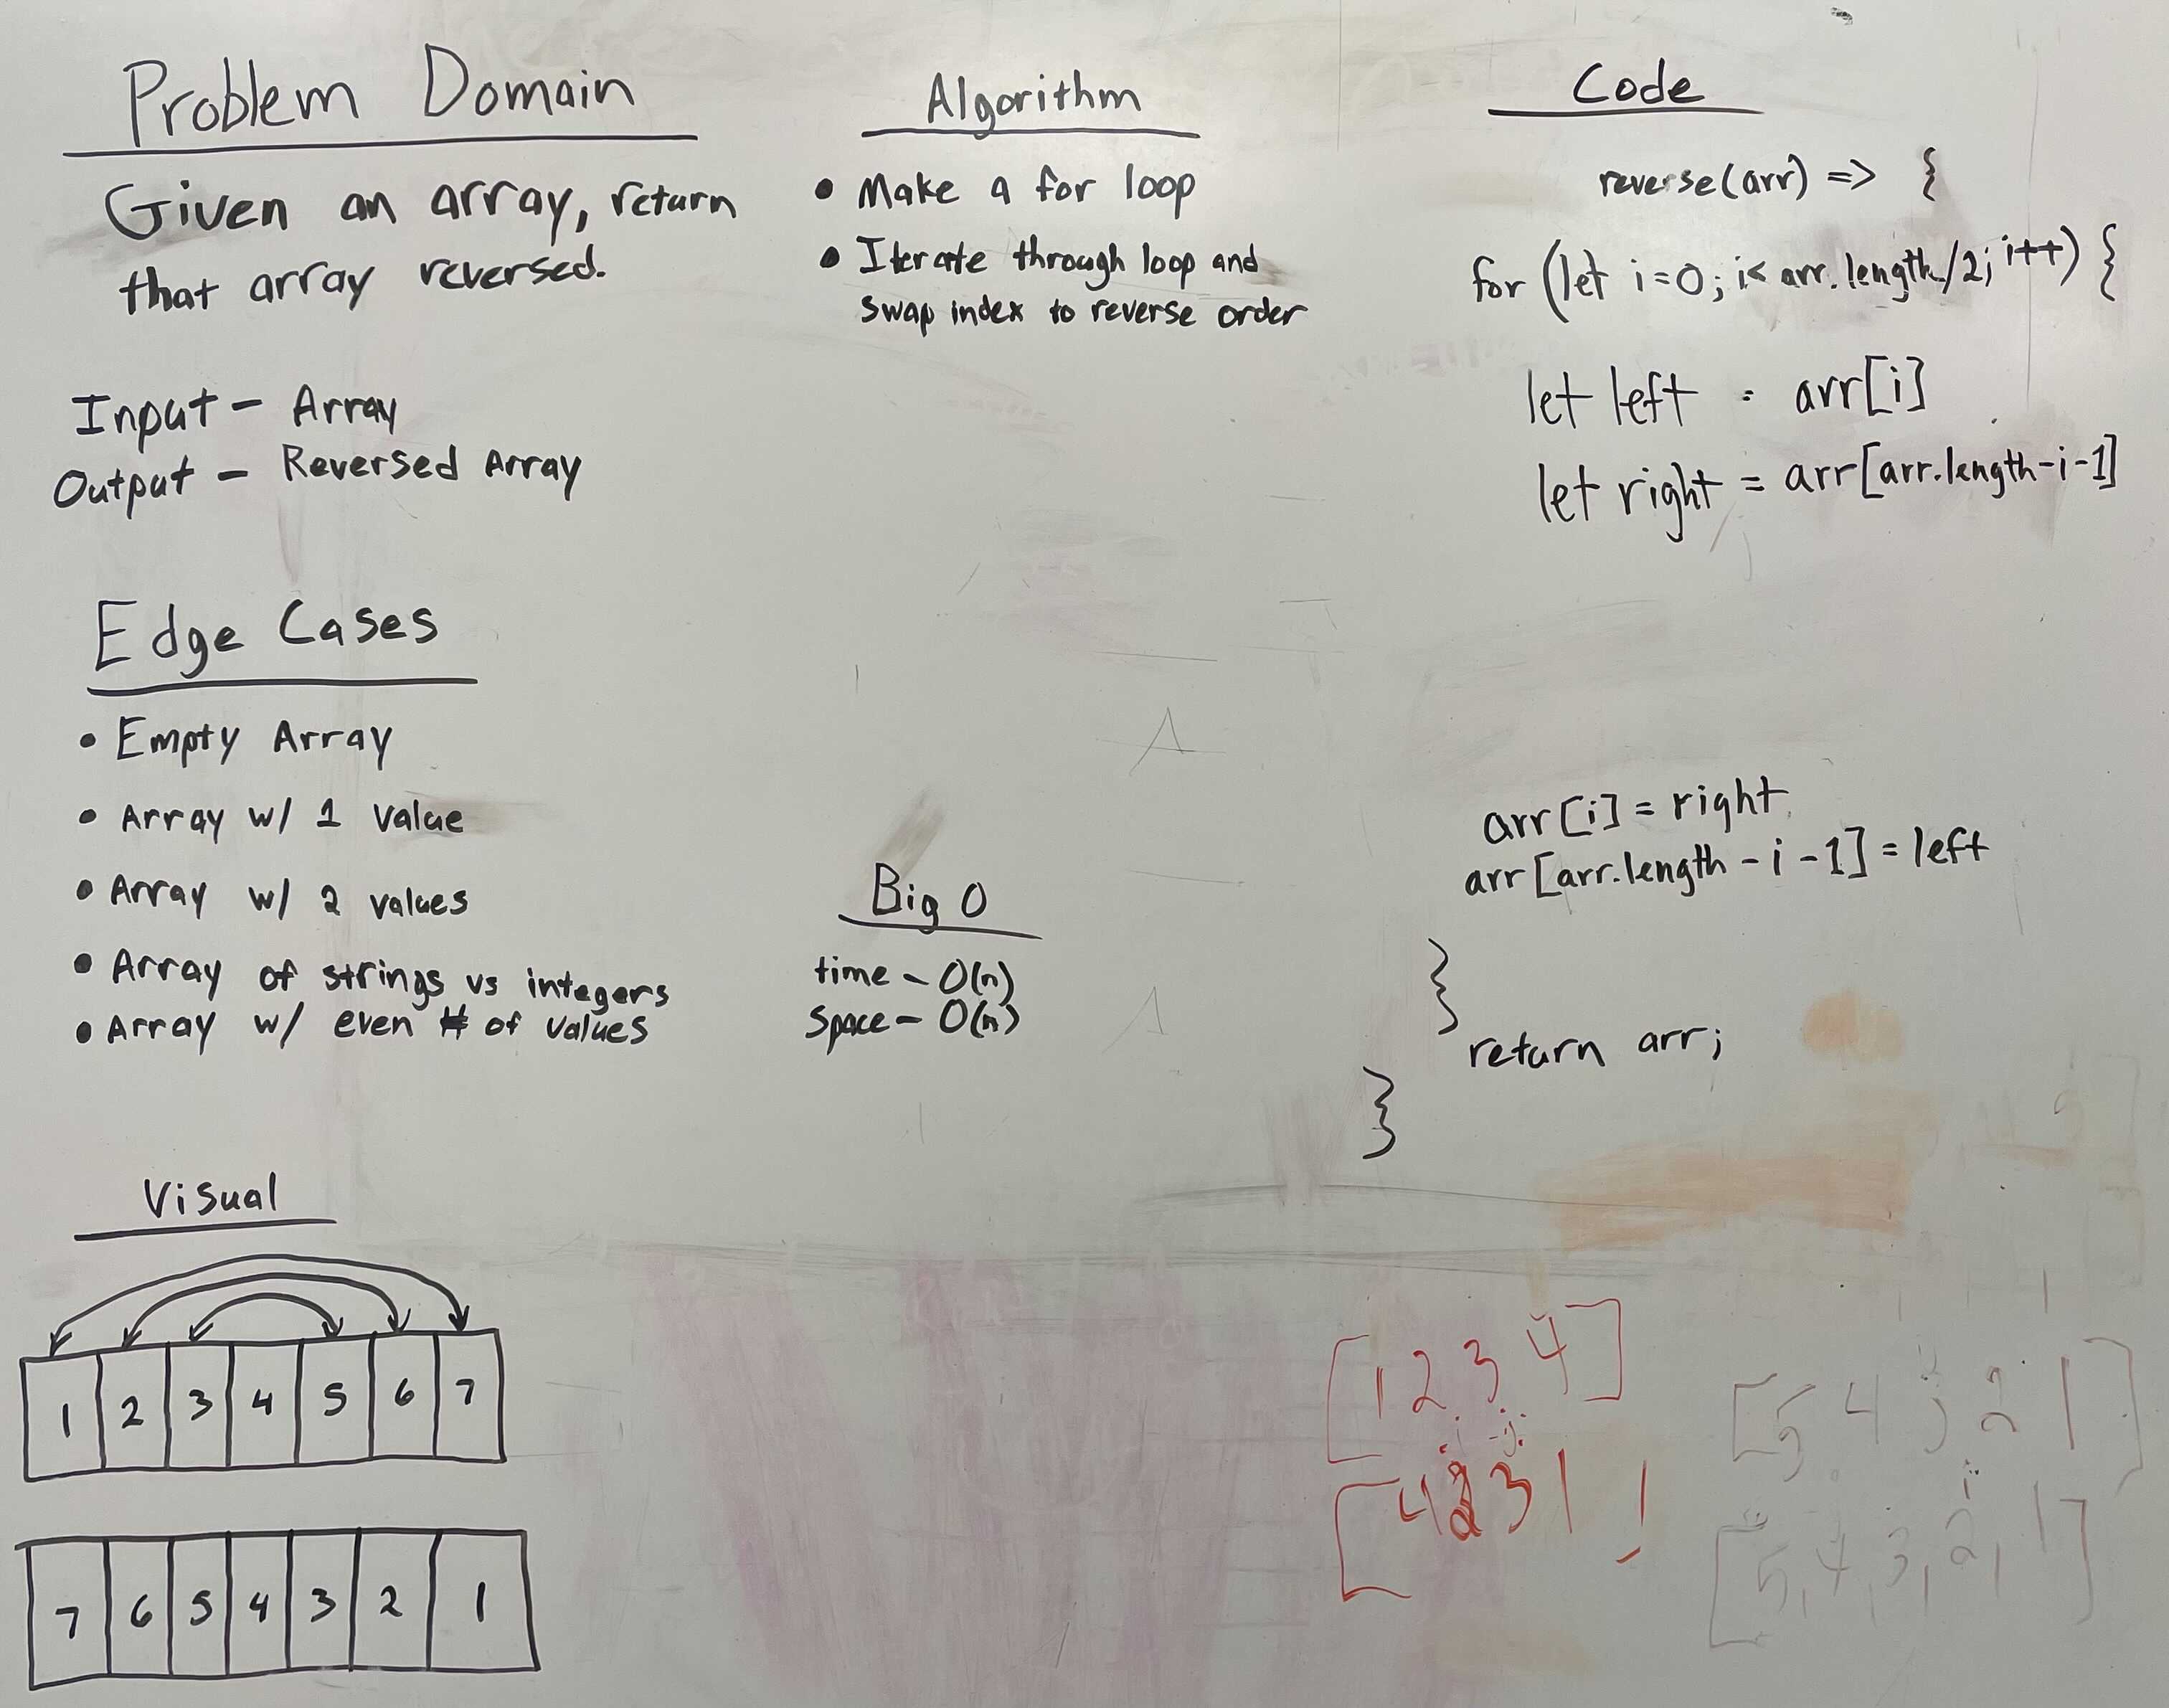 Problem Domain
Given an array, return
that array reversed.
Input - Array
Output - Reversed Array
Edge Cases
• Empty Array
• Array w/ 1 value
• Array w/ 2 values
• Array of strings vs integers
• Array w/ even # of values
Visual
1 2 3 4 5 6 7
7 6 5 4 3 2 1
Algorithm
• Make a for loop
• Iterate through loop and
swap index to reverse order
Big O
time - O(n)
space - O(n)
Code
reverse(arr) => {
for (let i=0; i< arr.length/2; i++) {
let left = arr[i]
let right = arr[arr.length-i-1]
arr[i] = right
arr[arr.length - i - 1] = left
}
return arr;
}
[1 2 3 4]
i j
[4 3 1
[5 4 2 1]
i
[5, 4, 3, 2, 1]